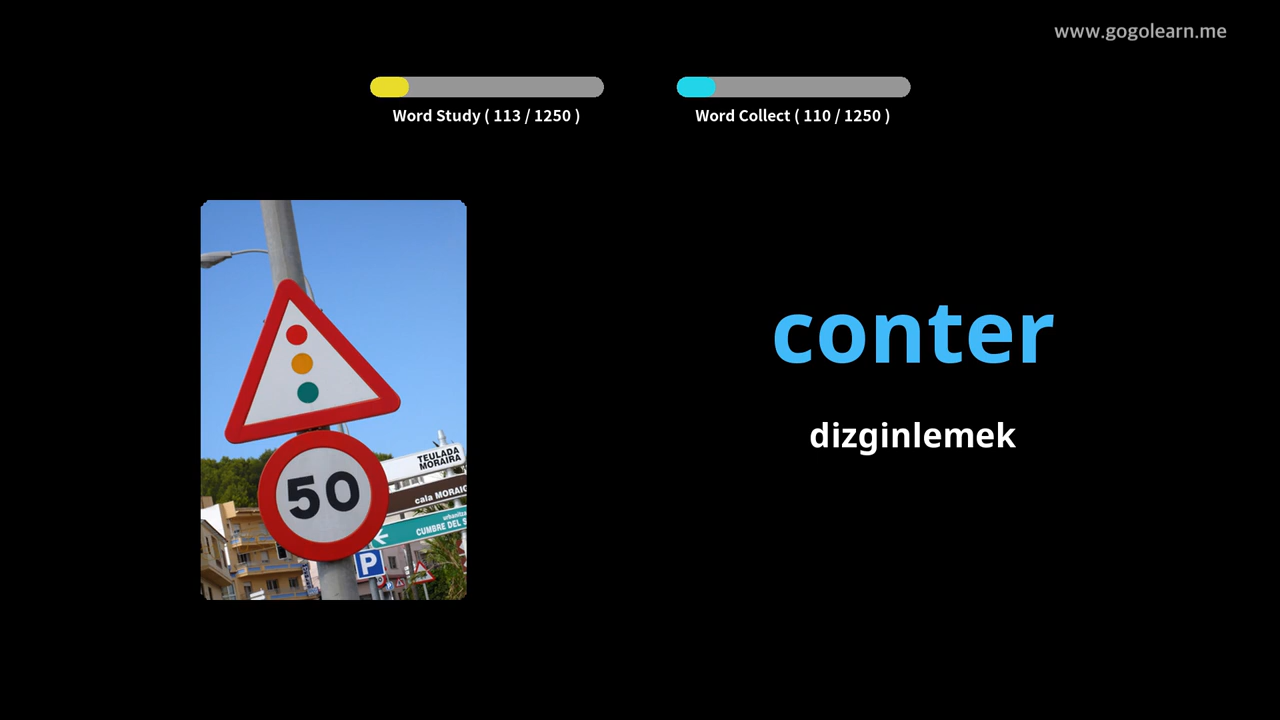 www.gogolearn.me
Word Study ( 113 / 1250 )
Word Collect ( 110 / 1250 )
conter
dizginlemek
TEULADA
MORAIRA
cala MORAIG
urbanitza
CUMBRE DEL S
50
P